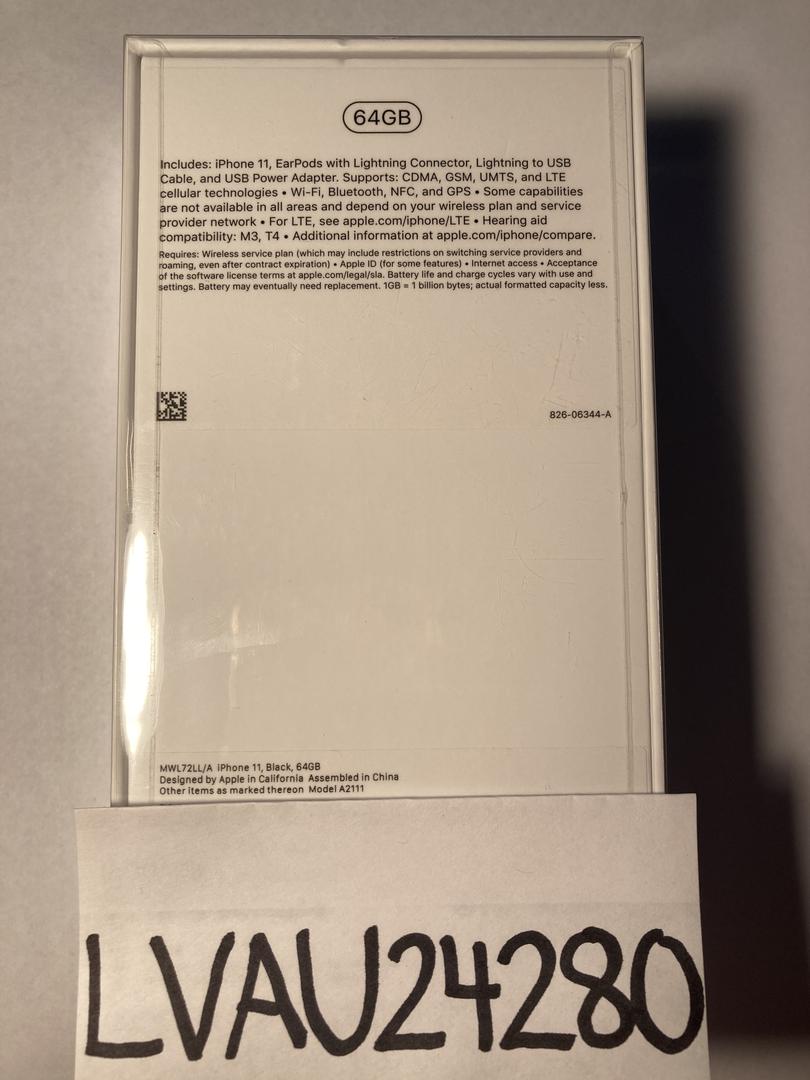 64GB
Includes: iPhone 11, EarPods with Lightning Connector, Lightning to USB
Cable, and USB Power Adapter. Supports: CDMA, GSM, UMTS, and LTE
cellular technologies • Wi-Fi, Bluetooth, NFC, and GPS • Some capabilities
are not available in all areas and depend on your wireless plan and service
provider network • For LTE, see apple.com/iphone/LTE • Hearing aid
compatibility: M3, T4 • Additional information at apple.com/iphone/compare.
Requires: Wireless service plan (which may include restrictions on switching service providers and
roaming, even after contract expiration) • Apple ID (for some features) • Internet access • Acceptance
of the software license terms at apple.com/legal/sla. Battery life and charge cycles vary with use and
settings. Battery may eventually need replacement. 1GB = 1 billion bytes; actual formatted capacity less.
826-06344-A
MWL72LL/A iPhone 11, Black, 64GB
Designed by Apple in California Assembled in China
Other items as marked thereon Model A2111
LVAU24280